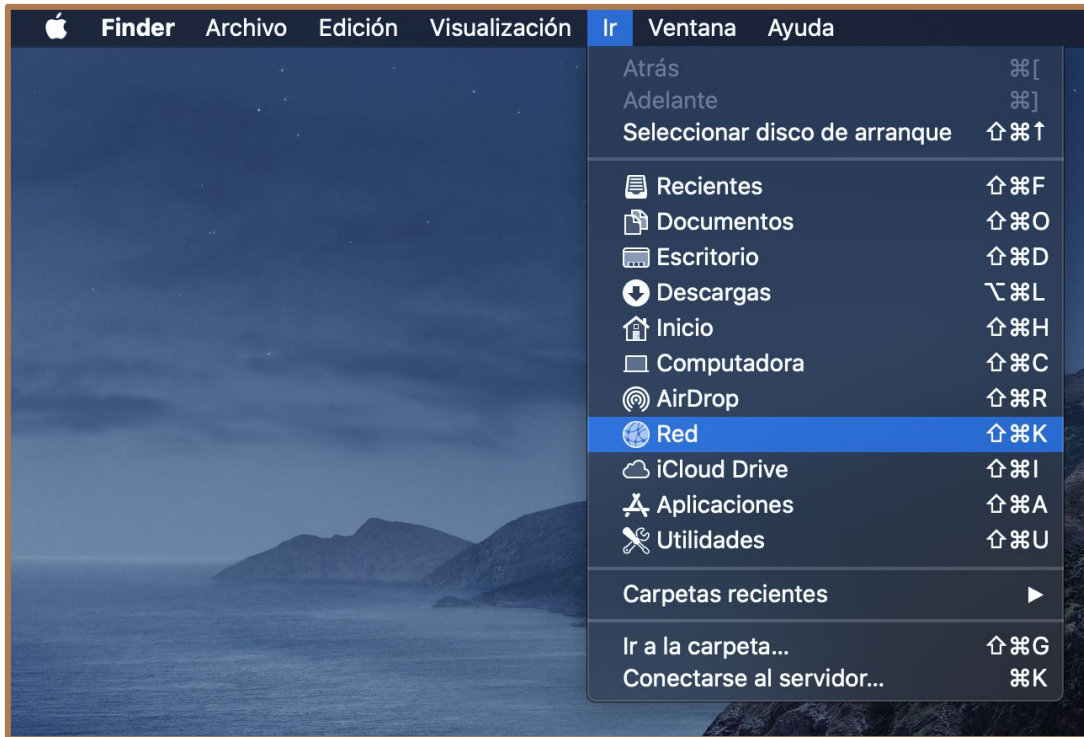 Finder Archivo Edición Visualización Ir Ventana Ayuda
Atrás ⌘[
Adelante ⌘]
Seleccionar disco de arranque ⇧⌘↑
Recientes ⇧⌘F
Documentos ⇧⌘O
Escritorio ⇧⌘D
Descargas ⌥⌘L
Inicio ⇧⌘H
Computadora ⇧⌘C
AirDrop ⇧⌘R
Red ⇧⌘K
iCloud Drive ⇧⌘I
Aplicaciones ⇧⌘A
Utilidades ⇧⌘U
Carpetas recientes ▶
Ir a la carpeta... ⇧⌘G
Conectarse al servidor... ⌘K